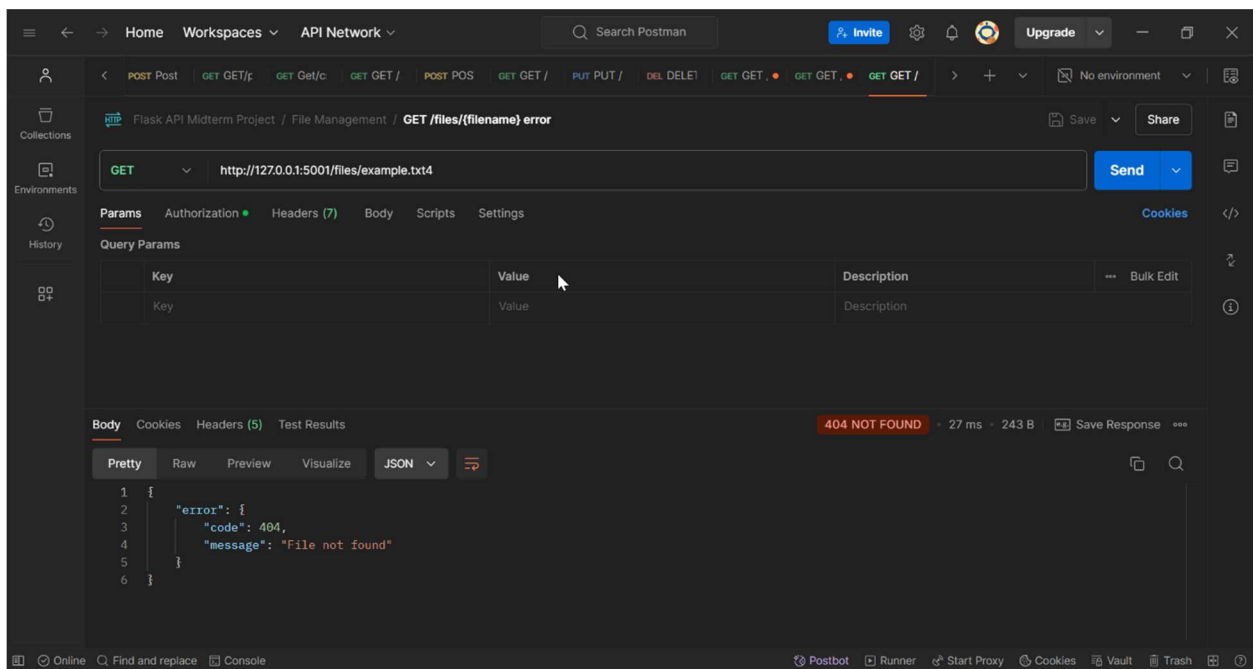 Home Workspaces API Network Search Postman Invite Upgrade
POST Post GET GET/p GET Get/c GET GET / POST POS GET GET / PUT PUT / DEL DELET GET GET , GET GET , GET GET / No environment
HTTP Flask API Midterm Project / File Management / GET /files/{filename} error Save Share
Collections
GET http://127.0.0.1:5001/files/example.txt4 Send
Environments
Params Authorization Headers (7) Body Scripts Settings Cookies
History
Query Params
Key Value Description Bulk Edit
Key Value Description
Body Cookies Headers (5) Test Results 404 NOT FOUND 27 ms 243 B Save Response
Pretty Raw Preview Visualize JSON
1 {
2 "error": {
3 "code": 404,
4 "message": "File not found"
5 }
6 }
Online Find and replace Console Postbot Runner Start Proxy Cookies Vault Trash